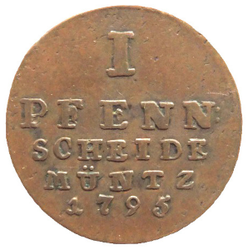 I
PFENN:
SCHEIDE
MÜNTZ
1795